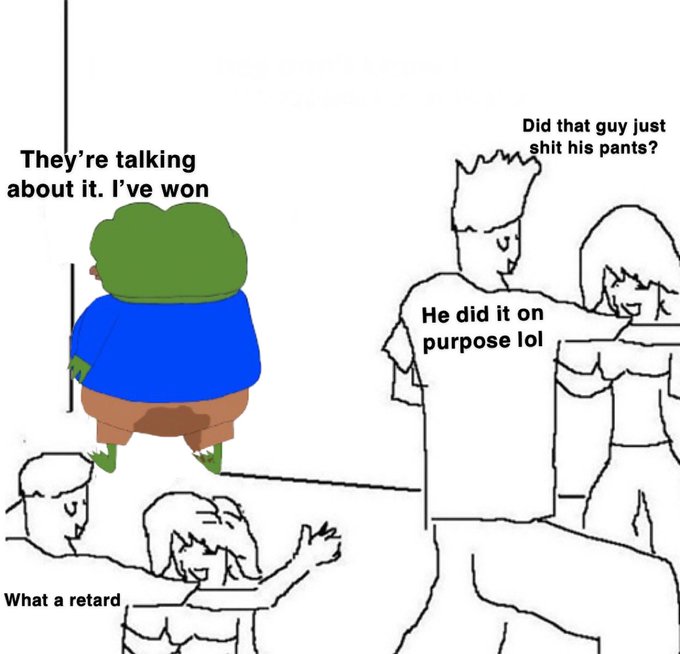 They're talking
about it. I've won
Did that guy just
shit his pants?
He did it on
purpose lol
What a retard